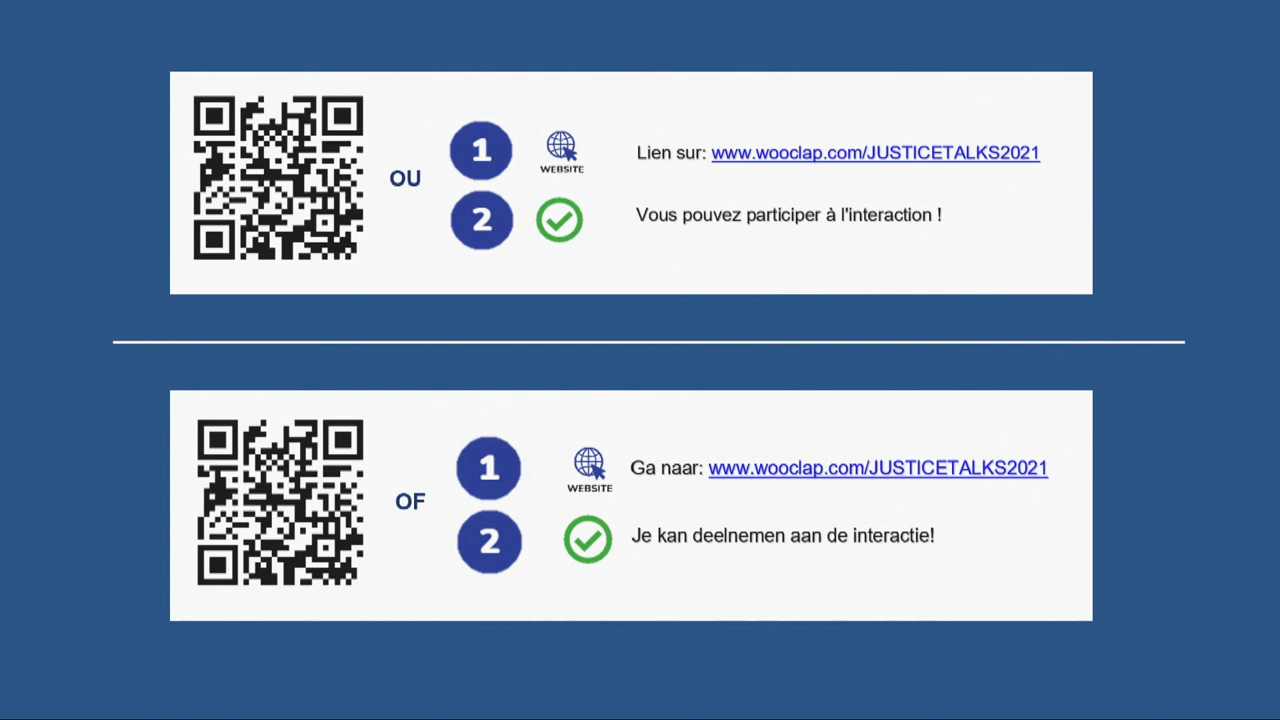 OU
1
WEBSITE
Lien sur: www.wooclap.com/JUSTICETALKS2021
2
Vous pouvez participer à l'interaction !
OF
1
WEBSITE
Ga naar: www.wooclap.com/JUSTICETALKS2021
2
Je kan deelnemen aan de interactie!